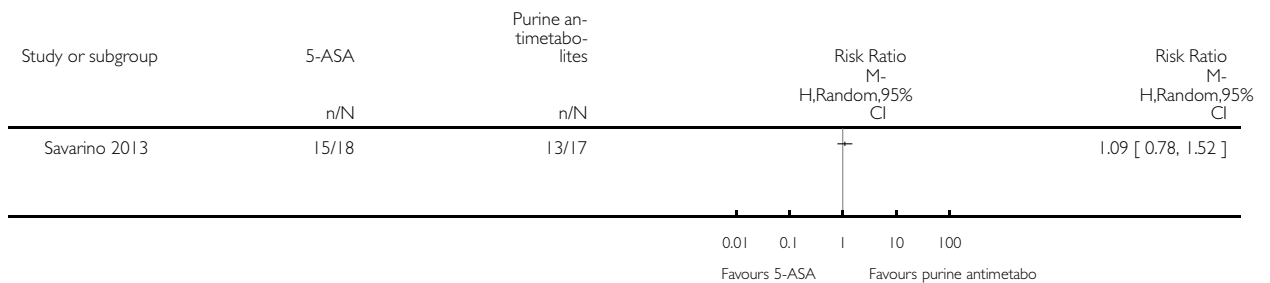 Purine an-
timetabo-
Study or subgroup 5-ASA lites Risk Ratio Risk Ratio
M- M-
H,Random,95% H,Random,95%
n/N n/N CI CI
Savarino 2013 15/18 13/17 1.09 [ 0.78, 1.52 ]
0.01 0.1 1 10 100
Favours 5-ASA Favours purine antimetabo